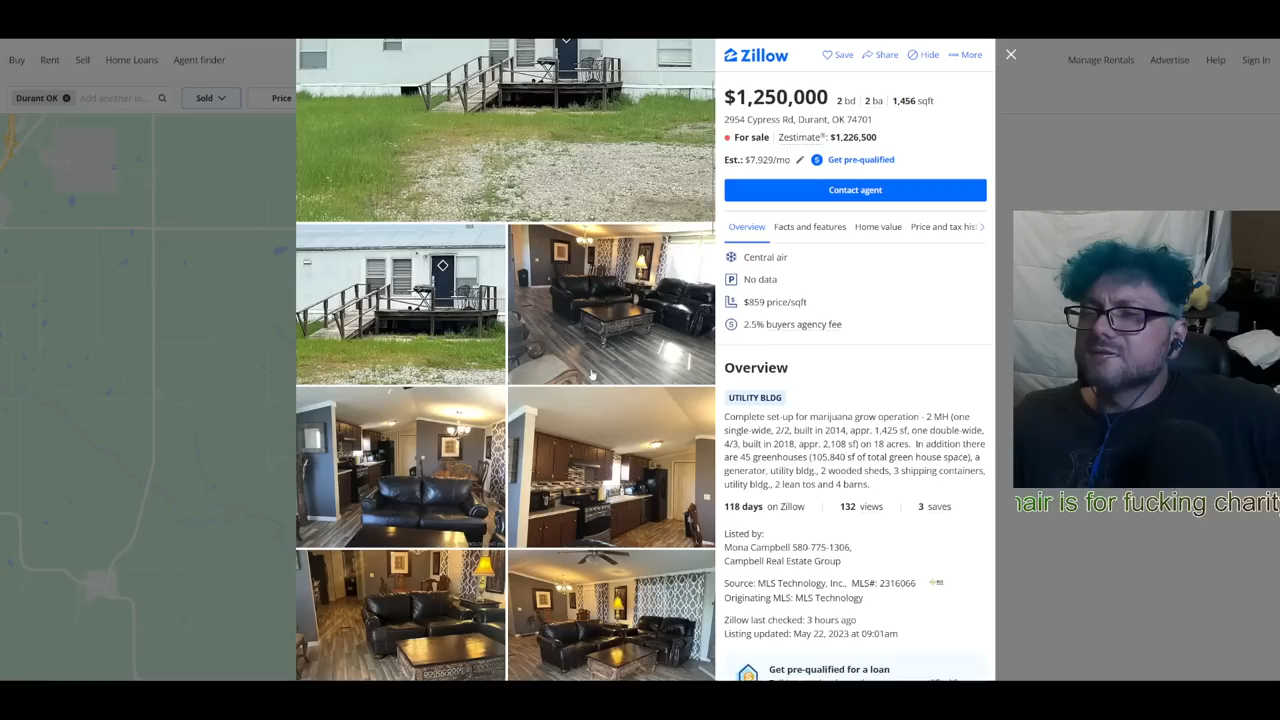 Buy Rent Sell Home Loans Agent finder
Zillow
Save Share Hide More
Manage Rentals Advertise Help Sign In
Durant OK Add another lo... Sold Price
$1,250,000 2 bd 2 ba 1,456 sqft
2954 Cypress Rd, Durant, OK 74701
For sale Zestimate®: $1,226,500
Est.: $7,929/mo $ Get pre-qualified
Contact agent
Overview Facts and features Home value Price and tax his
Central air
P No data
$859 price/sqft
2.5% buyers agency fee
Overview
UTILITY BLDG
Complete set-up for marijuana grow operation - 2 MH (one
single-wide, 2/2, built in 2014, appr. 1,425 sf, one double-wide,
4/3, built in 2018, appr. 2,108 sf) on 18 acres. In addition there
are 45 greenhouses (105,840 sf of total green house space), a
generator, utility bldg., 2 wooded sheds, 3 shipping containers,
utility bldg., 2 lean tos and 4 barns.
118 days on Zillow 132 views 3 saves
Listed by:
Mona Campbell 580-775-1306,
Campbell Real Estate Group
Source: MLS Technology, Inc., MLS#: 2316066
Originating MLS: MLS Technology
Zillow last checked: 3 hours ago
Listing updated: May 22, 2023 at 09:01am
Get pre-qualified for a loan
hair is for fucking charit